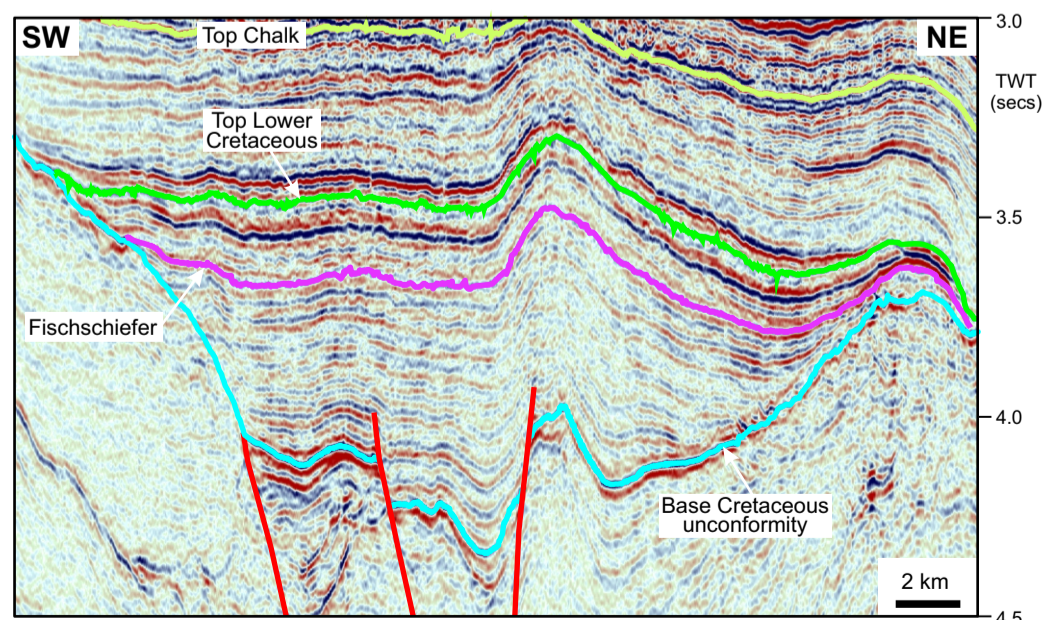 SW
Top Chalk
NE
3.0
TWT
(secs)
Top Lower
Cretaceous
3.5
Fischschiefer
4.0
Base Cretaceous
unconformity
2 km
4.5